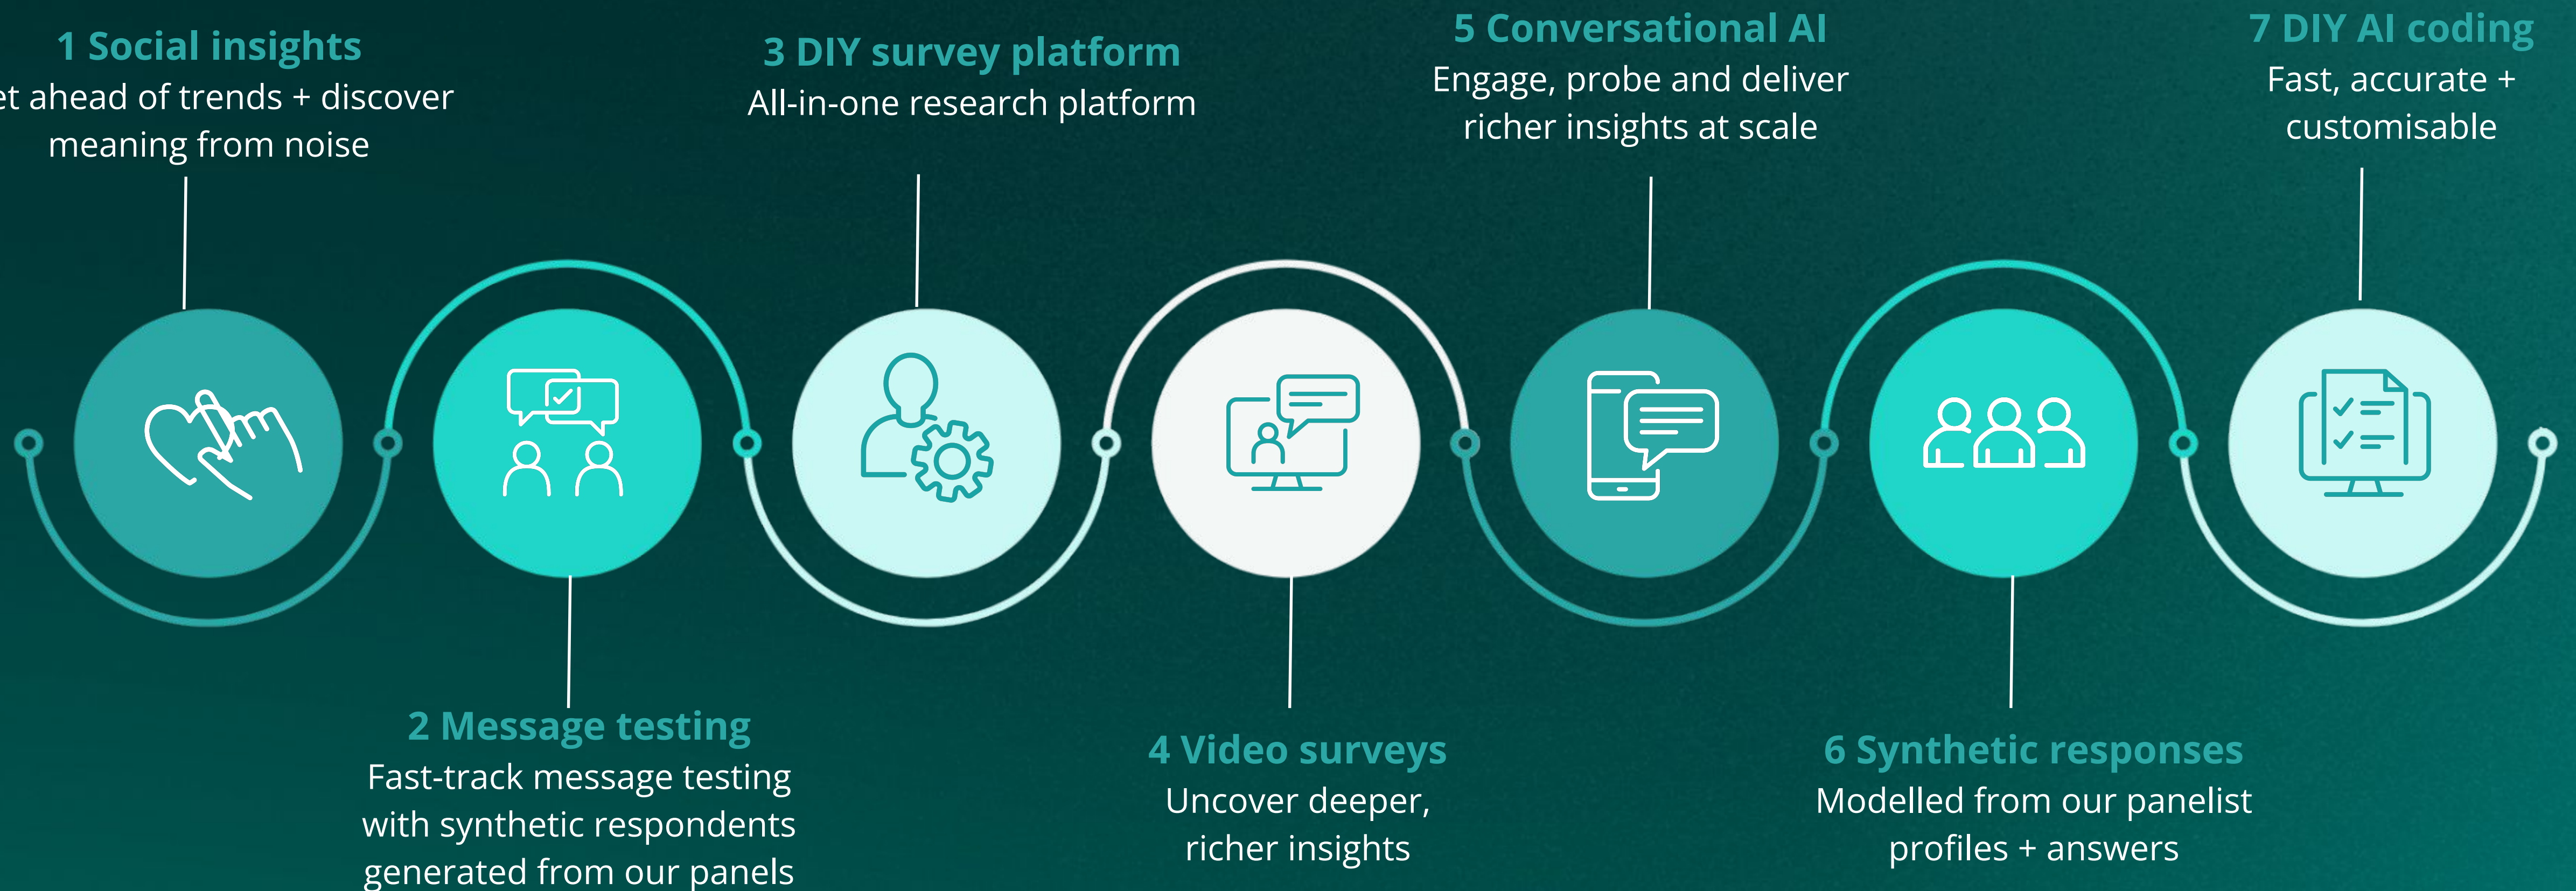 1 Social insights
et ahead of trends + discover
meaning from noise
2 Message testing
Fast-track message testing
with synthetic respondents
generated from our panels
3 DIY survey platform
All-in-one research platform
4 Video surveys
Uncover deeper,
richer insights
5 Conversational AI
Engage, probe and deliver
richer insights at scale
6 Synthetic responses
Modelled from our panelist
profiles + answers
7 DIY AI coding
Fast, accurate +
customisable